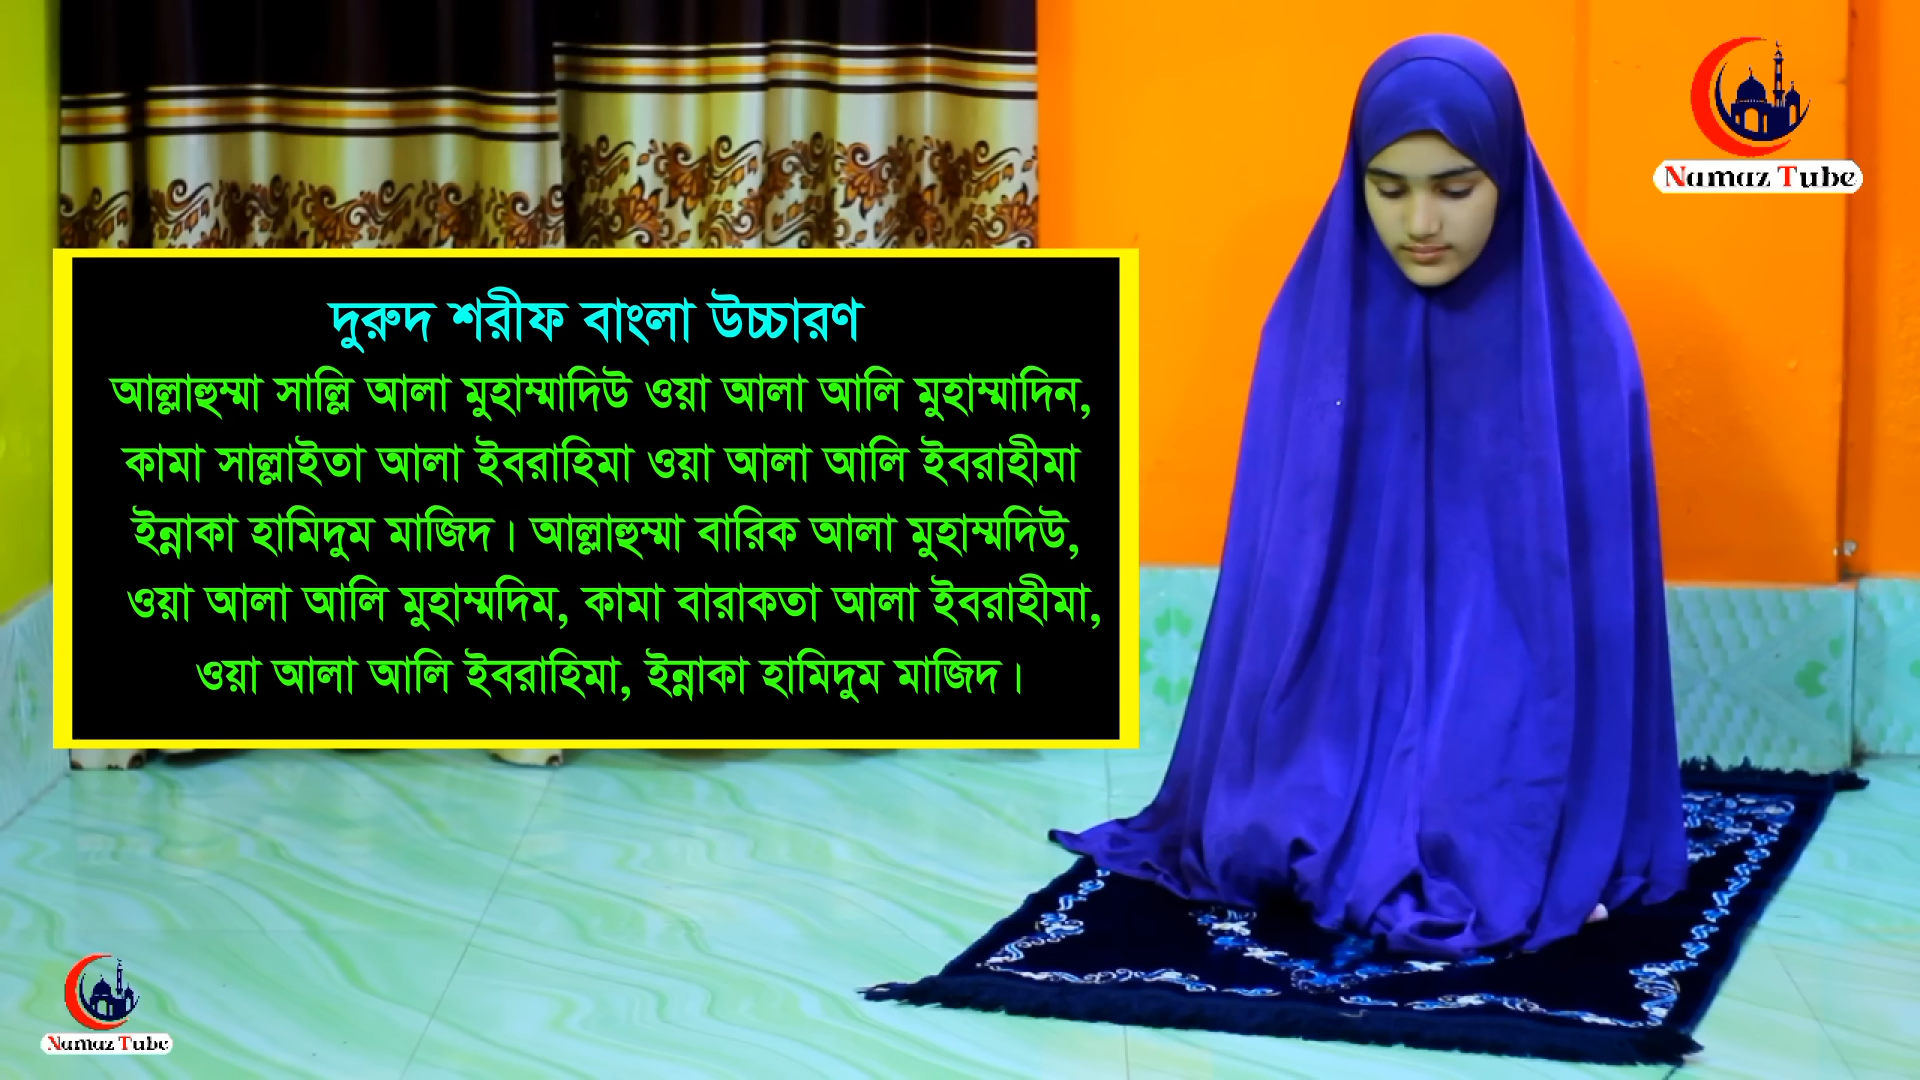 Namaz Tube
দুরুদ শরীফ বাংলা উচ্চারণ
আল্লাহুম্মা সাল্লি আলা মুহাম্মাদিউ ওয়া আলা আলি মুহাম্মাদিন,
কামা সাল্লাইতা আলা ইবরাহিমা ওয়া আলা আলি ইবরাহীমা
ইন্নাকা হামিদুম মাজিদ। আল্লাহুম্মা বারিক আলা মুহাম্মদিউ,
ওয়া আলা আলি মুহাম্মদিম, কামা বারাকতা আলা ইবরাহীমা,
ওয়া আলা আলি ইবরাহিমা, ইন্নাকা হামিদুম মাজিদ।
Namaz Tube